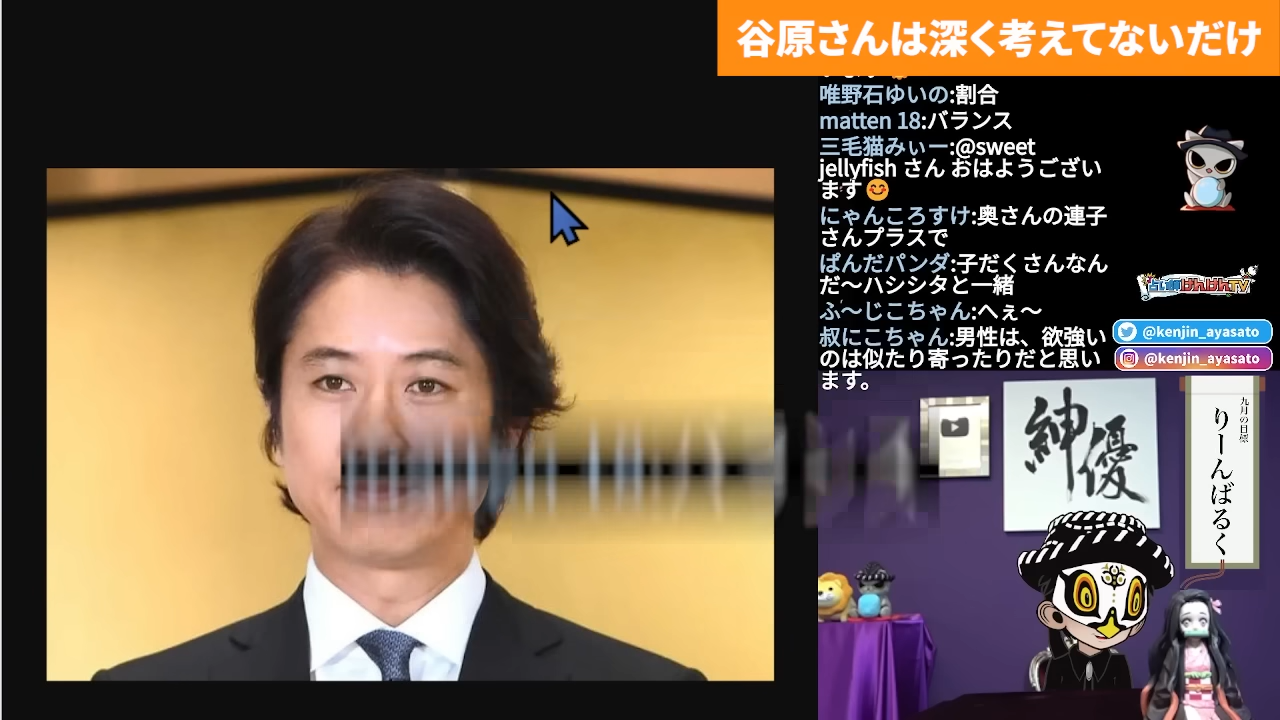 谷原さんは深く考えてないだけ
唯野石ゆいの:割合
matten 18:バランス
三毛猫みぃー:@sweet
jellyfish さん おはようござい
ます😊
にゃんころすけ:奥さんの連子
さんプラスで
ぱんだパンダ:子だくさんなん
だ〜ハシシタと一緒
ふ〜じこちゃん:へぇ〜
叔にこちゃん:男性は、欲強い
のは似たり寄ったりだと思い
ます。
@kenjin_ayasato
@kenjin_ayasato
紳優
九月の目標
りーんばるく